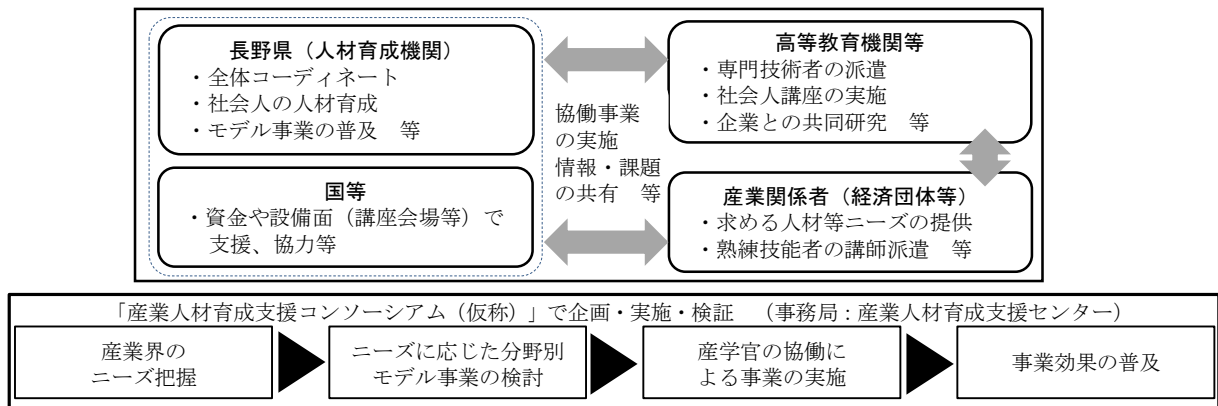 長野県（人材育成機関）
・全体コーディネート
・社会人の人材育成
・モデル事業の普及　等
国等
・資金や設備面（講座会場等）で
支援、協力等
協働事業
の実施
情報・課題
の共有　等
高等教育機関等
・専門技術者の派遣
・社会人講座の実施
・企業との共同研究　等
産業関係者（経済団体等）
・求める人材等ニーズの提供
・熟練技能者の講師派遣　等
「産業人材育成支援コンソーシアム（仮称）」で企画・実施・検証　（事務局：産業人材育成支援センター）
産業界の
ニーズ把握
ニーズに応じた分野別
モデル事業の検討
産学官の協働に
よる事業の実施
事業効果の普及